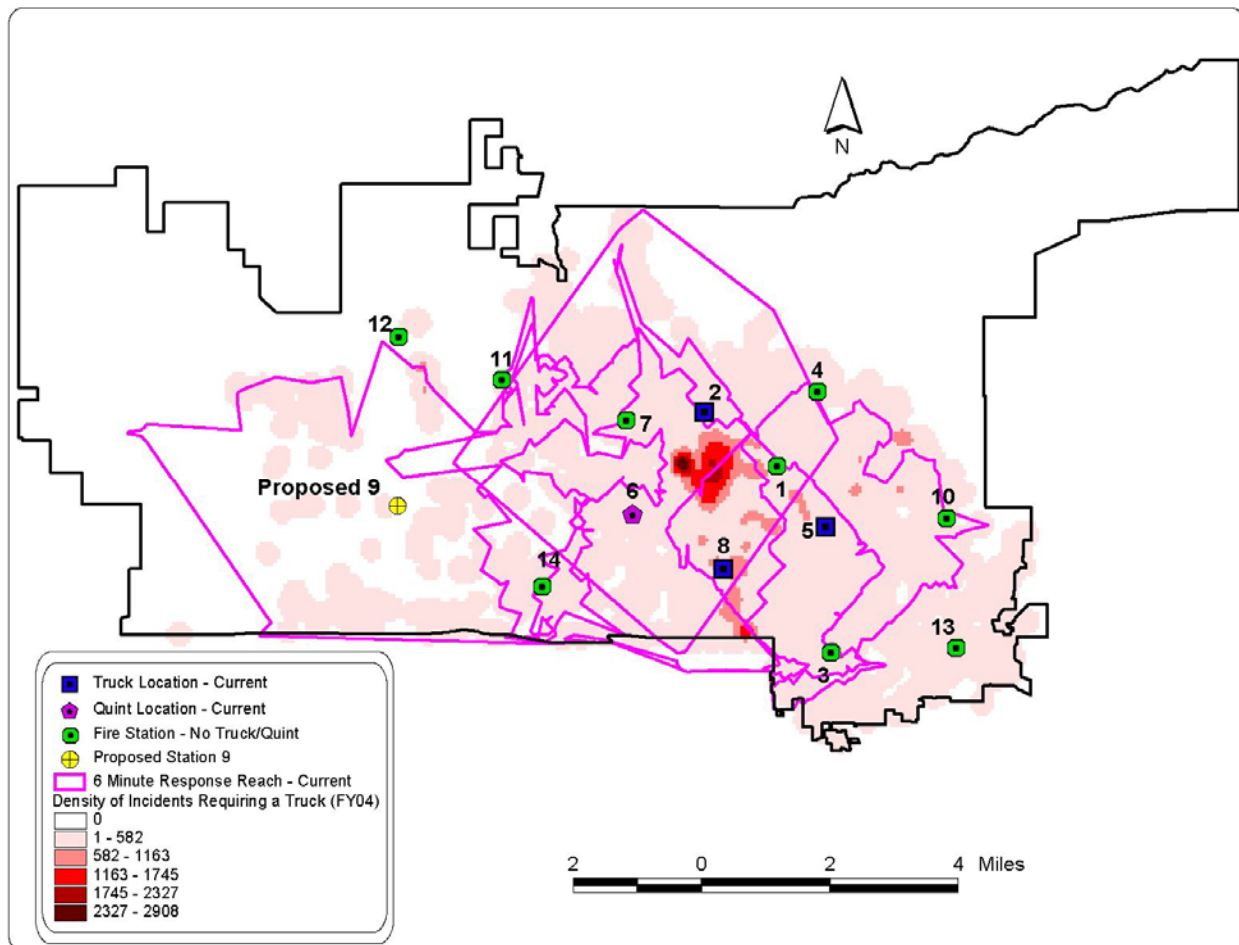 N
12
11
4
2
7
Proposed 9
6
1
10
5
8
14
13
3
Truck Location - Current
Quint Location - Current
Fire Station - No Truck/Quint
Proposed Station 9
6 Minute Response Reach - Current
Density of Incidents Requiring a Truck (FY04)
0
1 - 582
582 - 1163
1163 - 1745
1745 - 2327
2327 - 2908
2 0 2 4 Miles